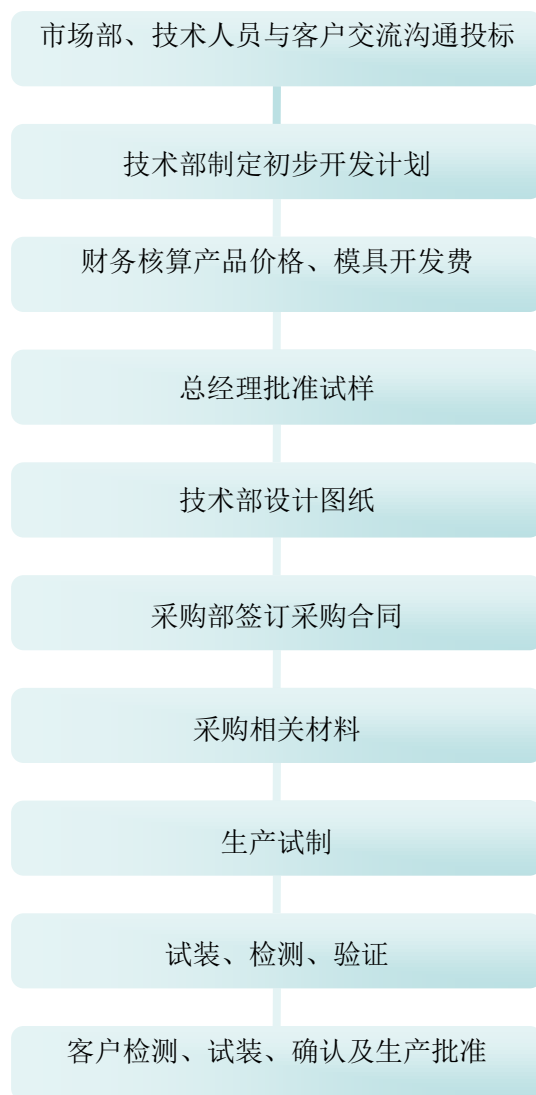 市场部、技术人员与客户交流沟通投标
技术部制定初步开发计划
财务核算产品价格、模具开发费
总经理批准试样
技术部设计图纸
采购部签订采购合同
采购相关材料
生产试制
试装、检测、验证
客户检测、试装、确认及生产批准